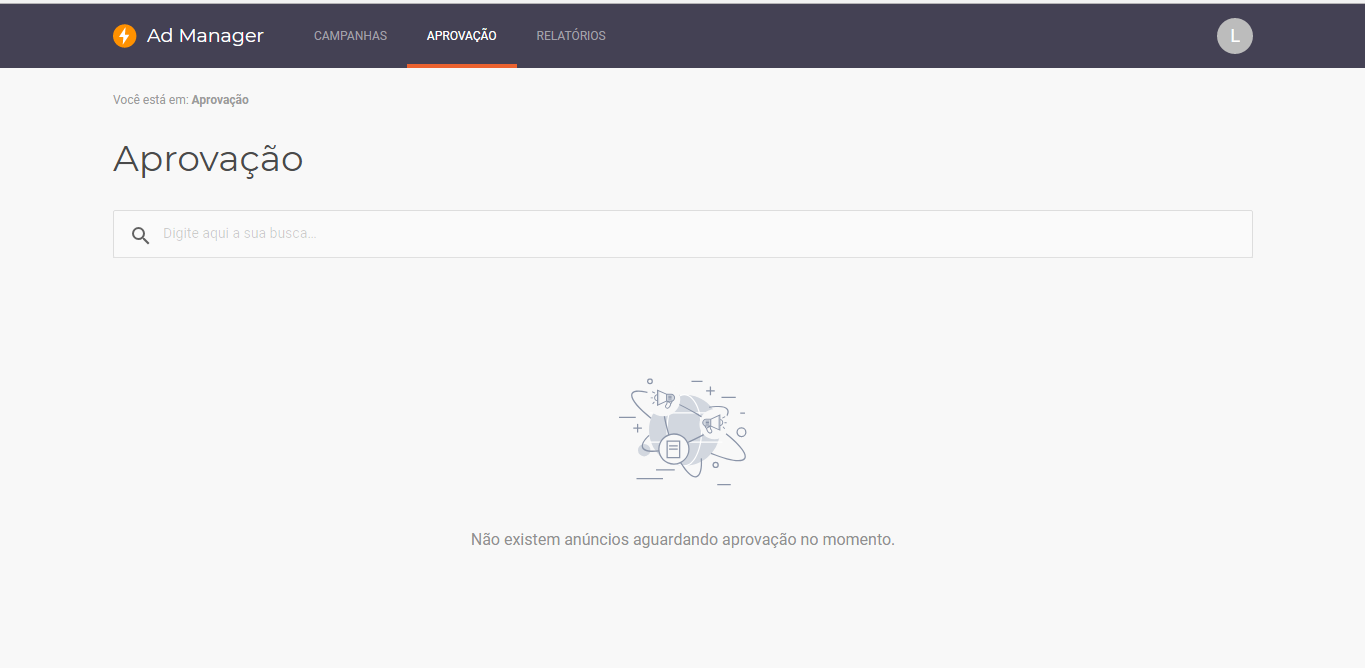 Ad Manager
CAMPANHAS
APROVAÇÃO
RELATÓRIOS
L
Você está em: Aprovação
Aprovação
Digite aqui a sua busca...
Não existem anúncios aguardando aprovação no momento.